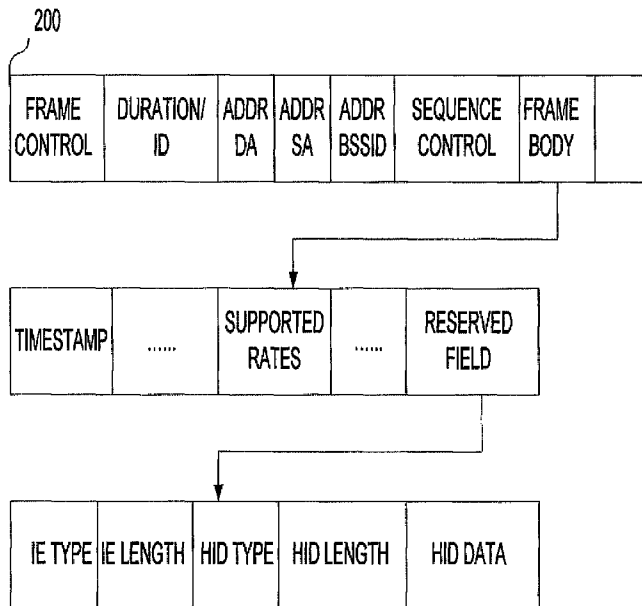 200
FRAME CONTROL
DURATION/ ID
ADDR DA
ADDR SA
ADDR BSSID
SEQUENCE CONTROL
FRAME BODY
TIMESTAMP
......
SUPPORTED RATES
......
RESERVED FIELD
IE TYPE
IE LENGTH
HID TYPE
HID LENGTH
HID DATA